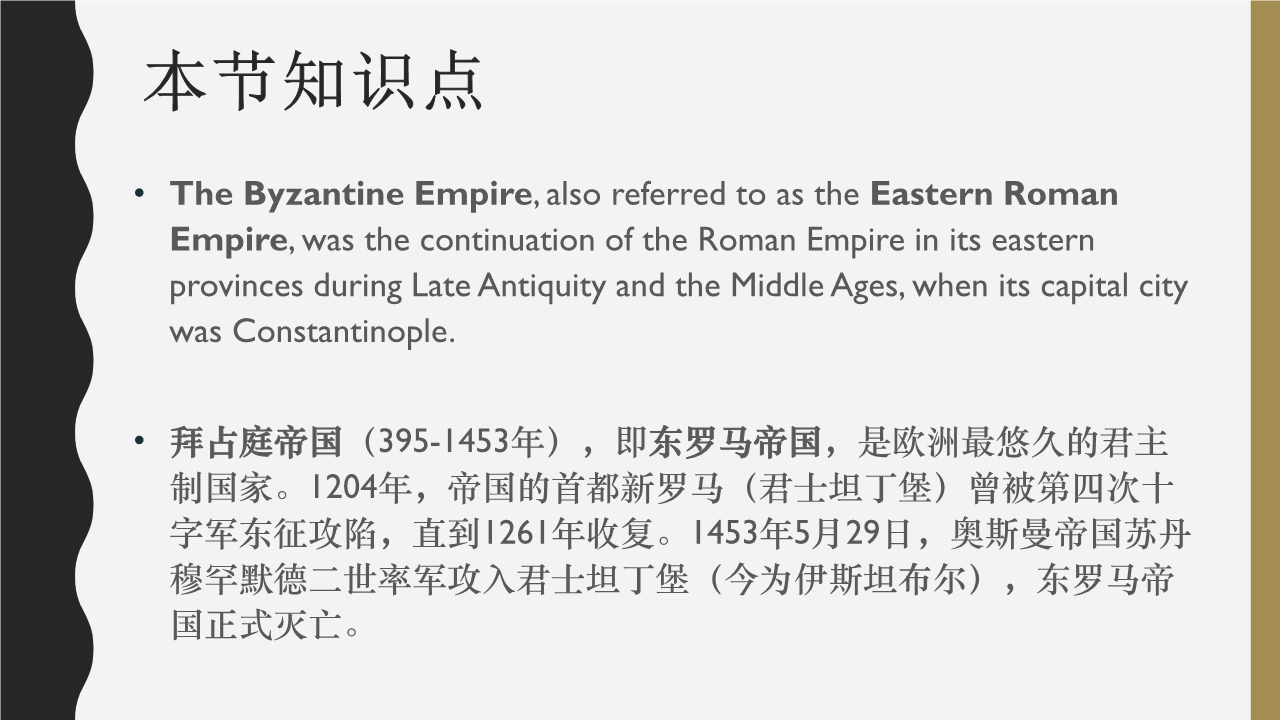 本节知识点
• The Byzantine Empire, also referred to as the Eastern Roman
Empire, was the continuation of the Roman Empire in its eastern
provinces during Late Antiquity and the Middle Ages, when its capital city
was Constantinople.
• 拜占庭帝国（395-1453年），即东罗马帝国，是欧洲最悠久的君主
制国家。1204年，帝国的首都新罗马（君士坦丁堡）曾被第四次十
字军东征攻陷，直到1261年收复。1453年5月29日，奥斯曼帝国苏丹
穆罕默德二世率军攻入君士坦丁堡（今为伊斯坦布尔），东罗马帝
国正式灭亡。